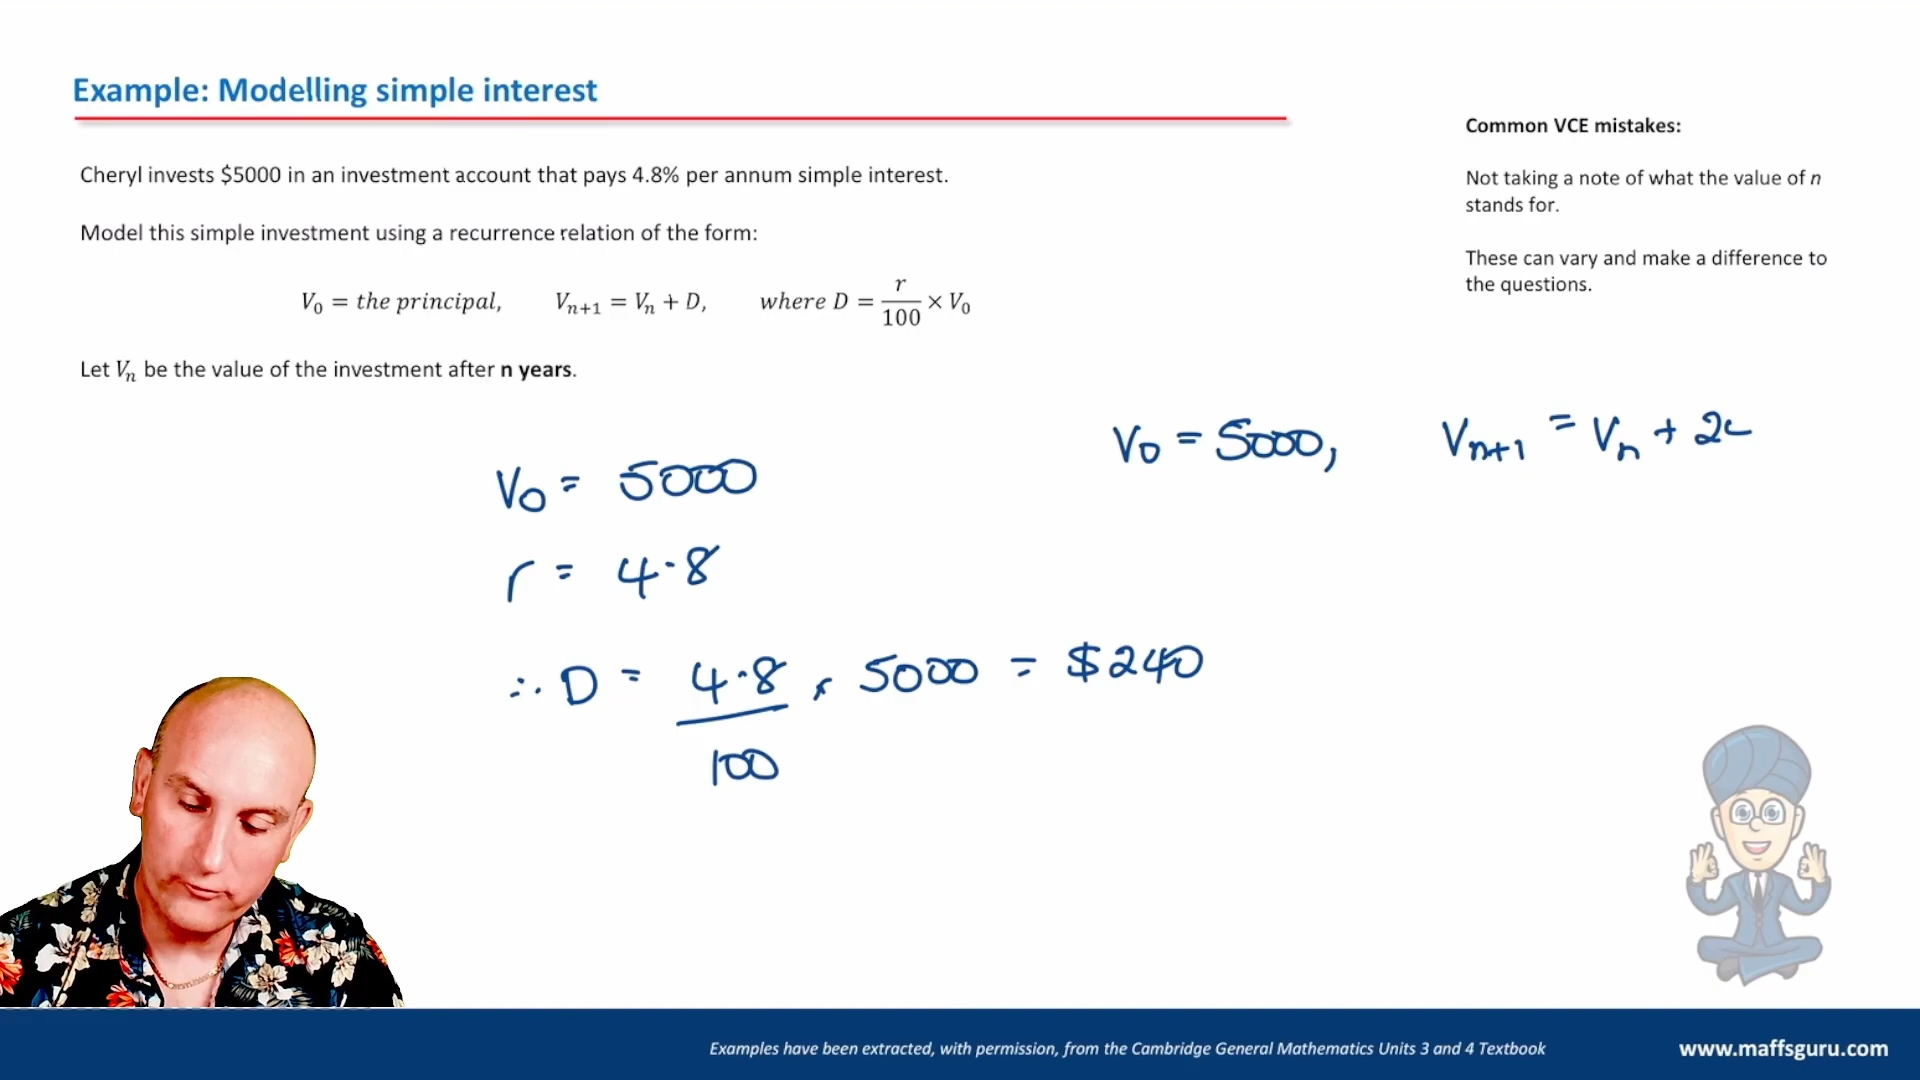 Example: Modelling simple interest
Common VCE mistakes:
Not taking a note of what the value of n
stands for.
These can vary and make a difference to
the questions.
Cheryl invests $5000 in an investment account that pays 4.8% per annum simple interest.
Model this simple investment using a recurrence relation of the form:
V₀ = the principal, Vₙ₊₁ = Vₙ + D, where D = r/100 × V₀
Let Vₙ be the value of the investment after n years.
V₀ = 5000, Vₙ₊₁ = Vₙ + 2
V₀ = 5000
r = 4.8
∴ D = 4.8/100 × 5000 = $240
Examples have been extracted, with permission, from the Cambridge General Mathematics Units 3 and 4 Textbook
www.maffsguru.com